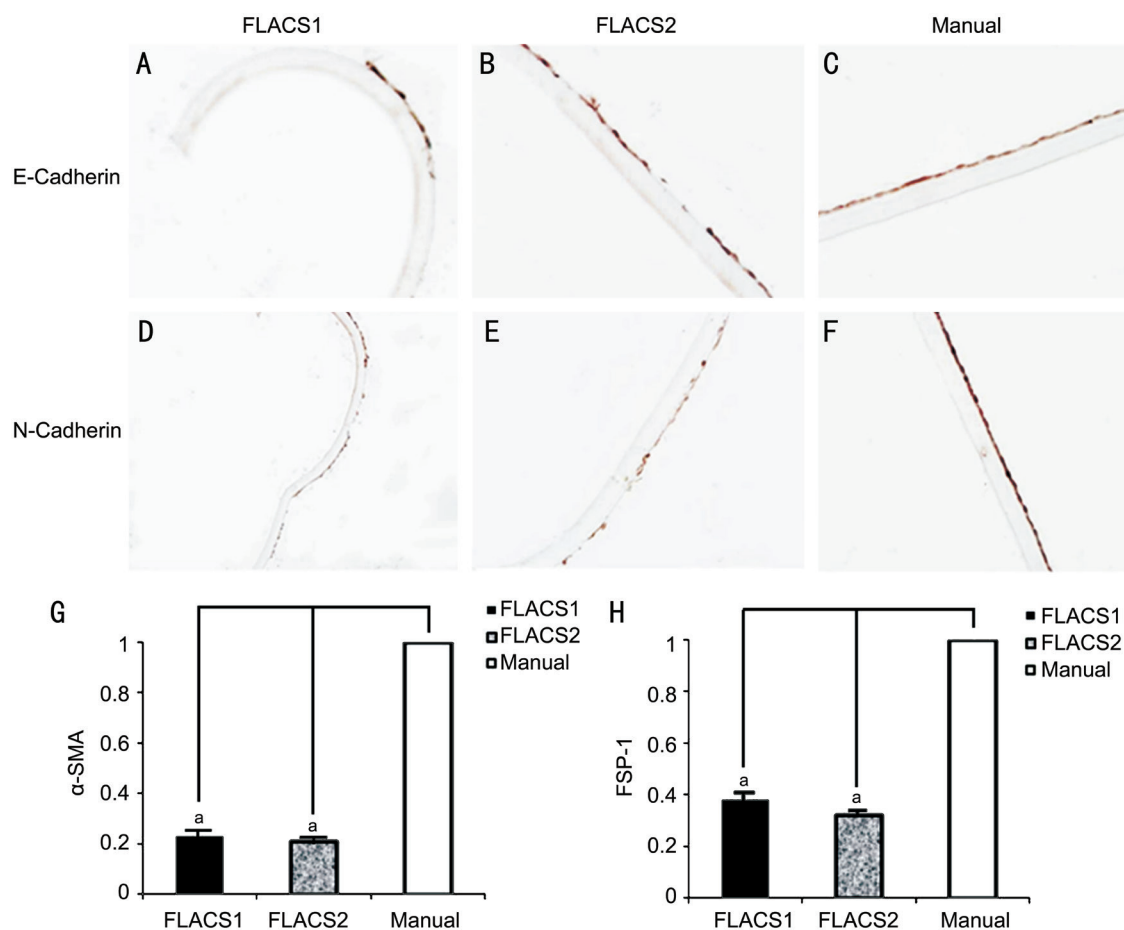 FLACS1 FLACS2 Manual
A B C
E-Cadherin
D E F
N-Cadherin
G
FLACS1
FLACS2
Manual
1
0.8
0.6
0.4
0.2
0
α-SMA
a a
FLACS1 FLACS2 Manual
H
FLACS1
FLACS2
Manual
1
0.8
0.6
0.4
0.2
0
FSP-1
a a
FLACS1 FLACS2 Manual